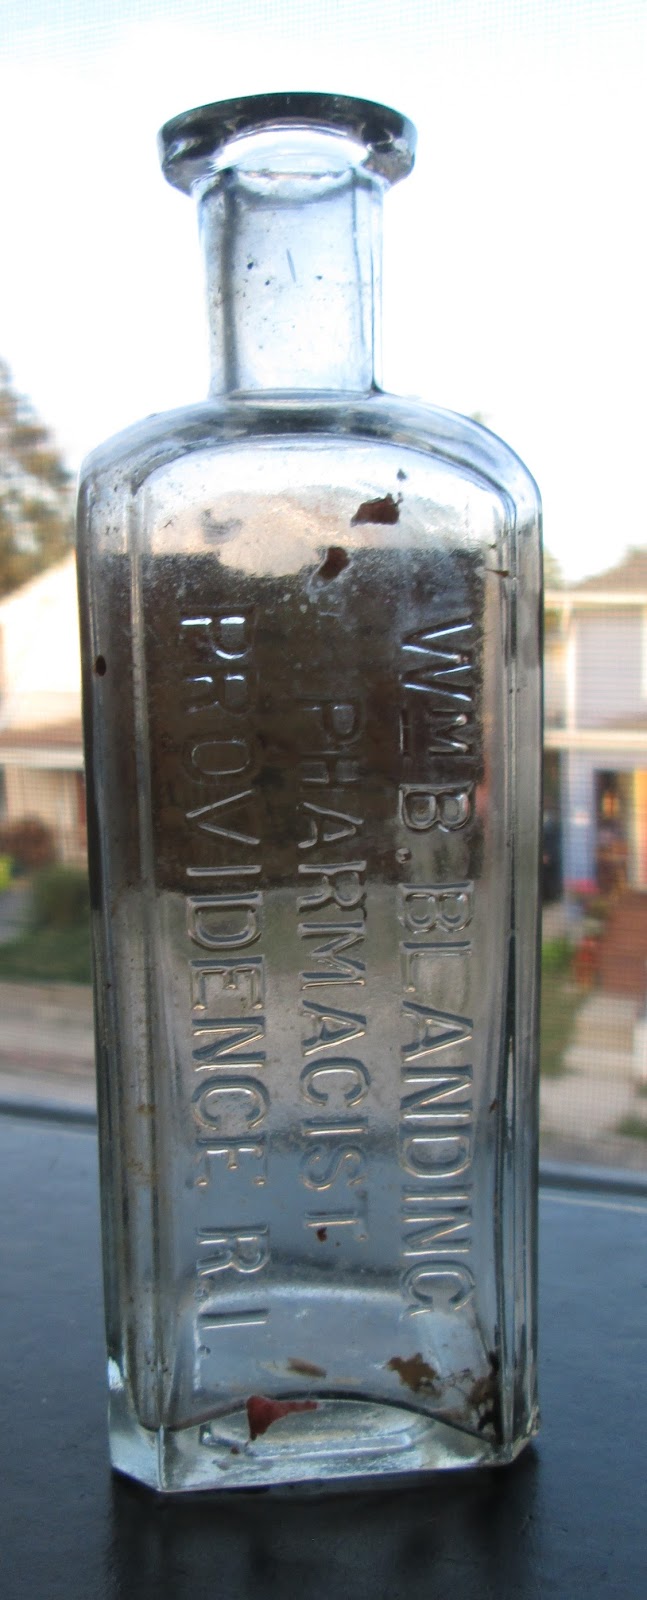 WM B. BLANDING
PHARMACIST
PROVIDENCE R.I